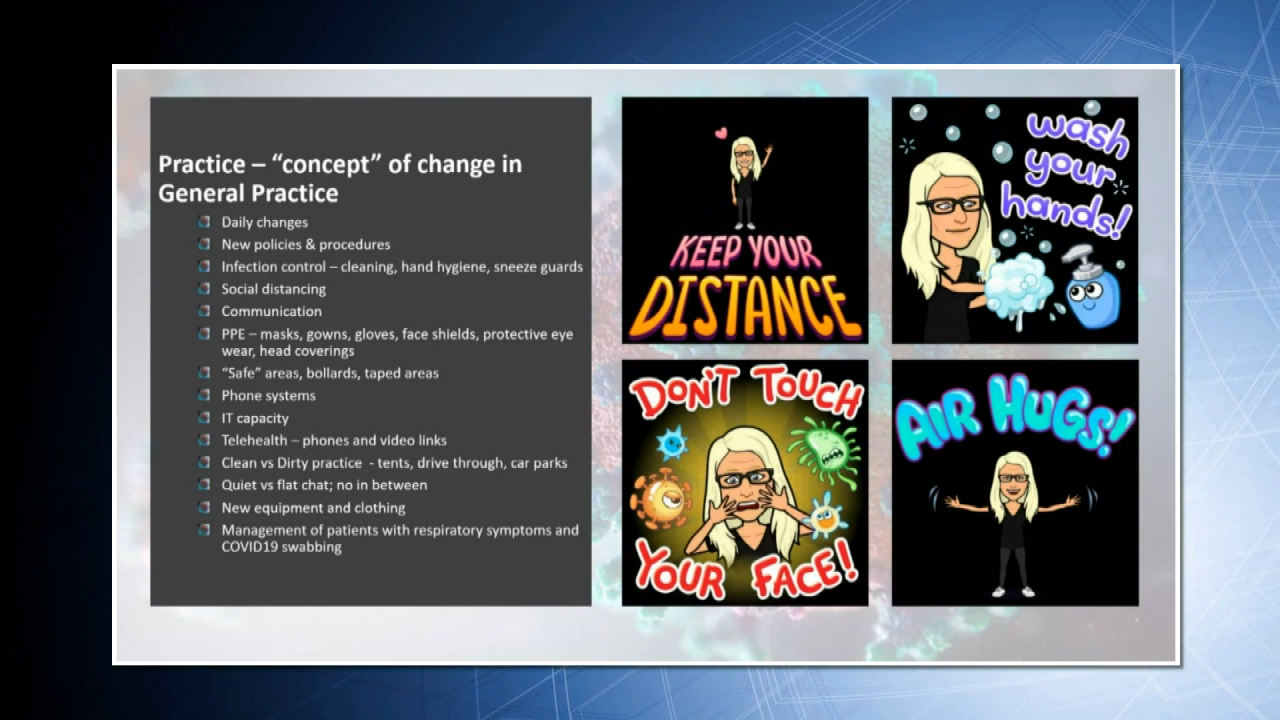 Practice – “concept” of change in
General Practice
Daily changes
New policies & procedures
Infection control – cleaning, hand hygiene, sneeze guards
Social distancing
Communication
PPE – masks, gowns, gloves, face shields, protective eye
wear, head coverings
“Safe” areas, bollards, taped areas
Phone systems
IT capacity
Telehealth – phones and video links
Clean vs Dirty practice - tents, drive through, car parks
Quiet vs flat chat; no in between
New equipment and clothing
Management of patients with respiratory symptoms and
COVID19 swabbing
KEEP YOUR
DISTANCE
wash
your
hands!
DON'T TOUCH
YOUR FACE!
AIR HUGS!